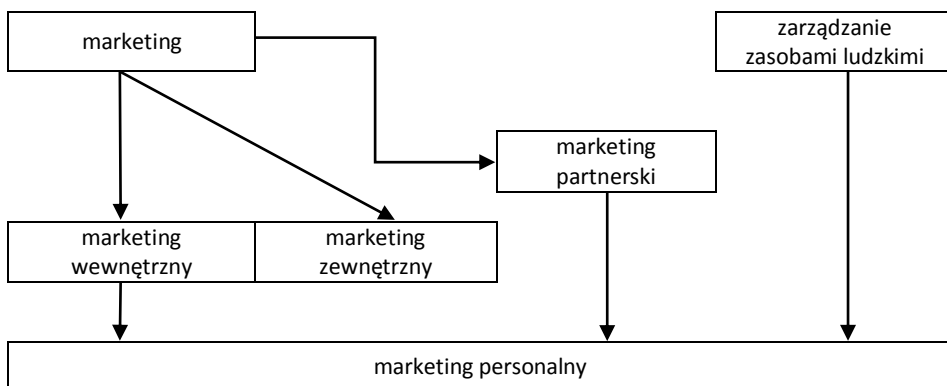 marketing
zarządzanie
zasobami ludzkimi
marketing
partnerski
marketing
wewnętrzny
marketing
zewnętrzny
marketing personalny